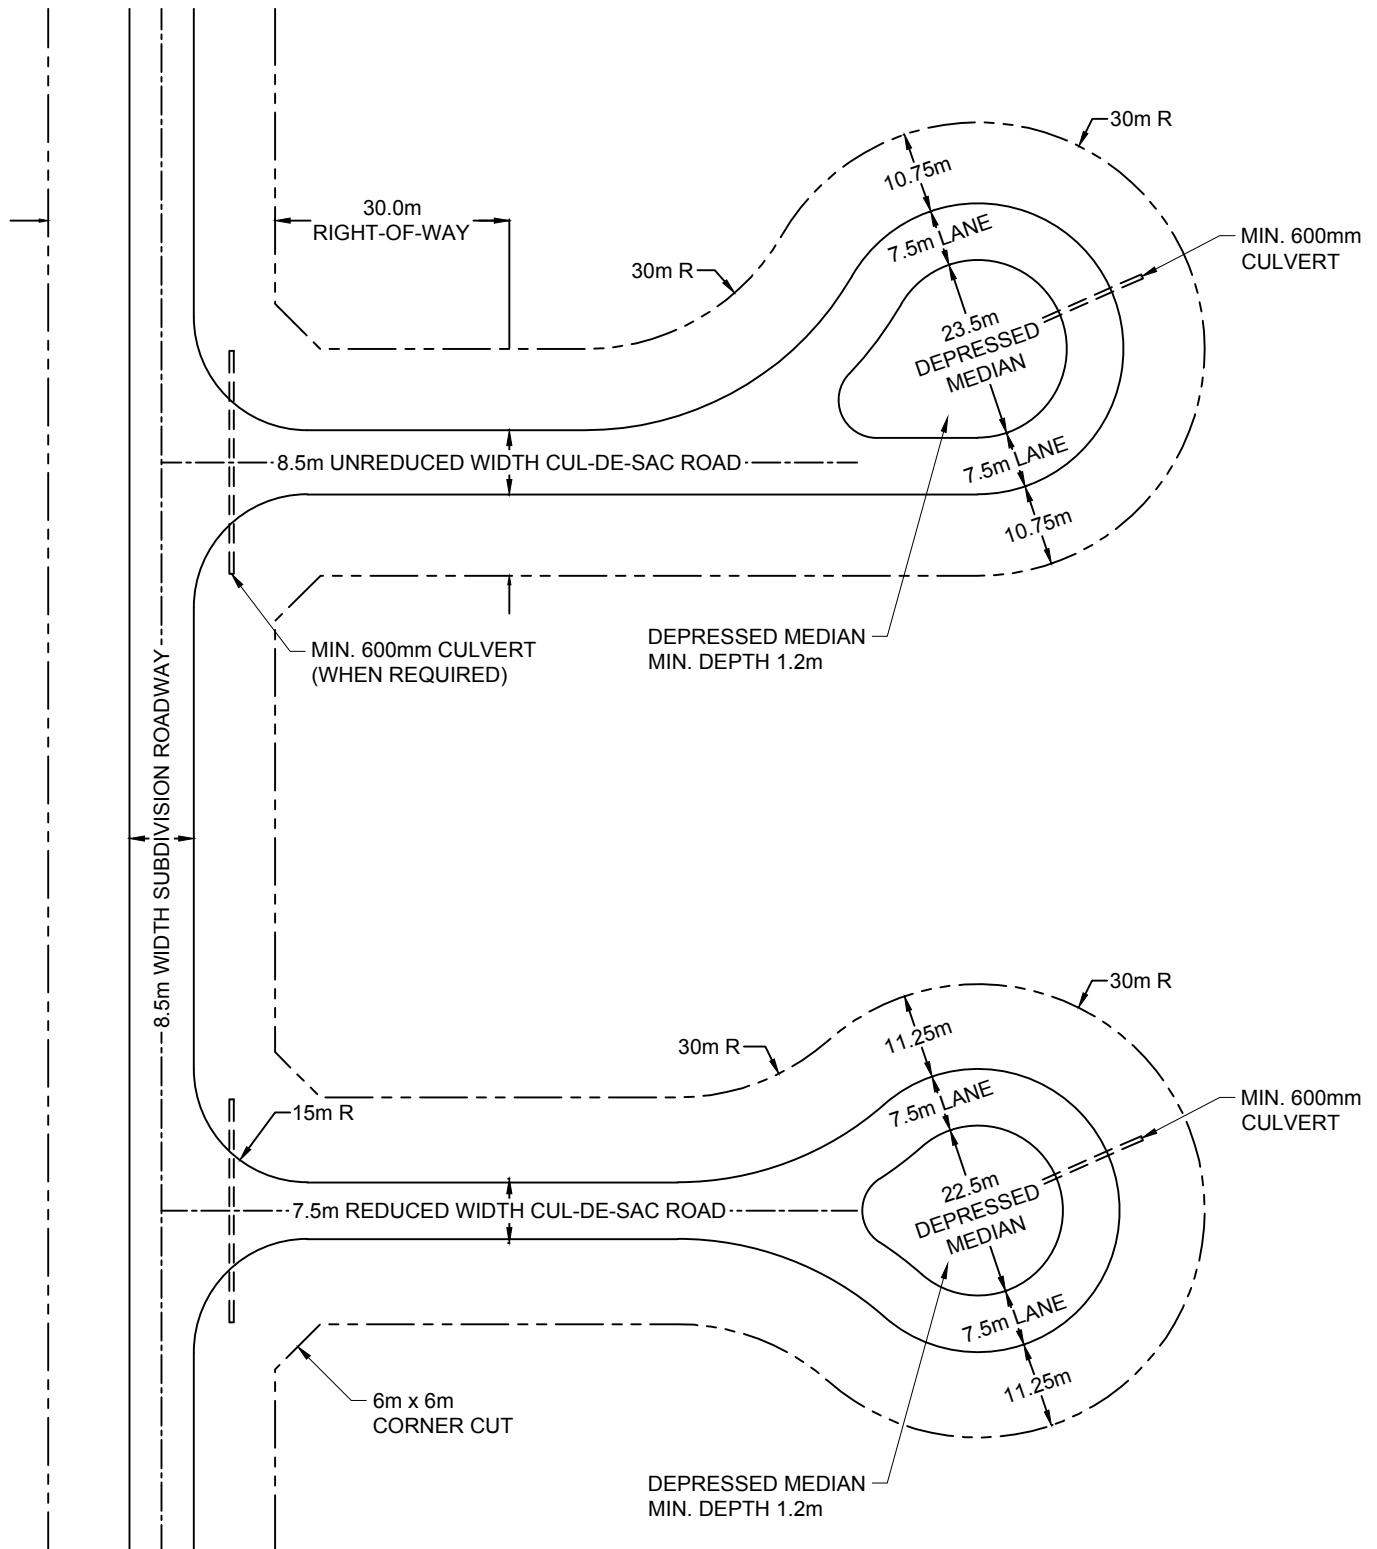 30m R
10.75m
30.0m
RIGHT-OF-WAY
7.5m LANE
MIN. 600mm
CULVERT
30m R
23.5m
DEPRESSED
MEDIAN
8.5m UNREDUCED WIDTH CUL-DE-SAC ROAD
7.5m LANE
10.75m
MIN. 600mm CULVERT
(WHEN REQUIRED)
DEPRESSED MEDIAN
MIN. DEPTH 1.2m
8.5m WIDTH SUBDIVISION ROADWAY
30m R
11.25m
30m R
7.5m LANE
MIN. 600mm
CULVERT
15m R
22.5m
DEPRESSED
MEDIAN
7.5m REDUCED WIDTH CUL-DE-SAC ROAD
7.5m LANE
11.25m
6m x 6m
CORNER CUT
DEPRESSED MEDIAN
MIN. DEPTH 1.2m